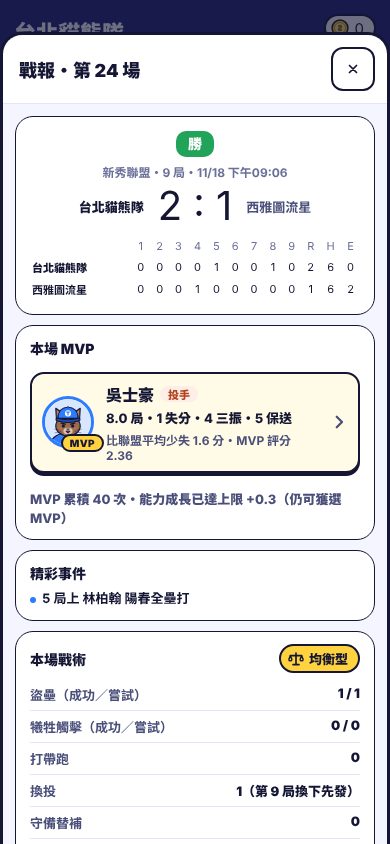 台北貓熊隊 2 0
戰報・第 24 場 ×
勝
新秀聯盟・9 局・11/18 下午09:06
台北貓熊隊 2 : 1 西雅圖流星
1 2 3 4 5 6 7 8 9 R H E
台北貓熊隊 0 0 0 0 1 0 0 1 0 2 6 0
西雅圖流星 0 0 0 1 0 0 0 0 0 1 6 2
本場 MVP
吳士豪 投手
8.0 局・1 失分・4 三振・5 保送
MVP
比聯盟平均少失 1.6 分・MVP 評分
2.36
MVP 累積 40 次・能力成長已達上限 +0.3（仍可獲選
MVP）
精彩事件
5 局上 林柏翰 陽春全壘打
本場戰術 均衡型
盜壘（成功／嘗試） 1 / 1
犧牲觸擊（成功／嘗試） 0 / 0
打帶跑 0
換投 1（第 9 局換下先發）
守備替補 0